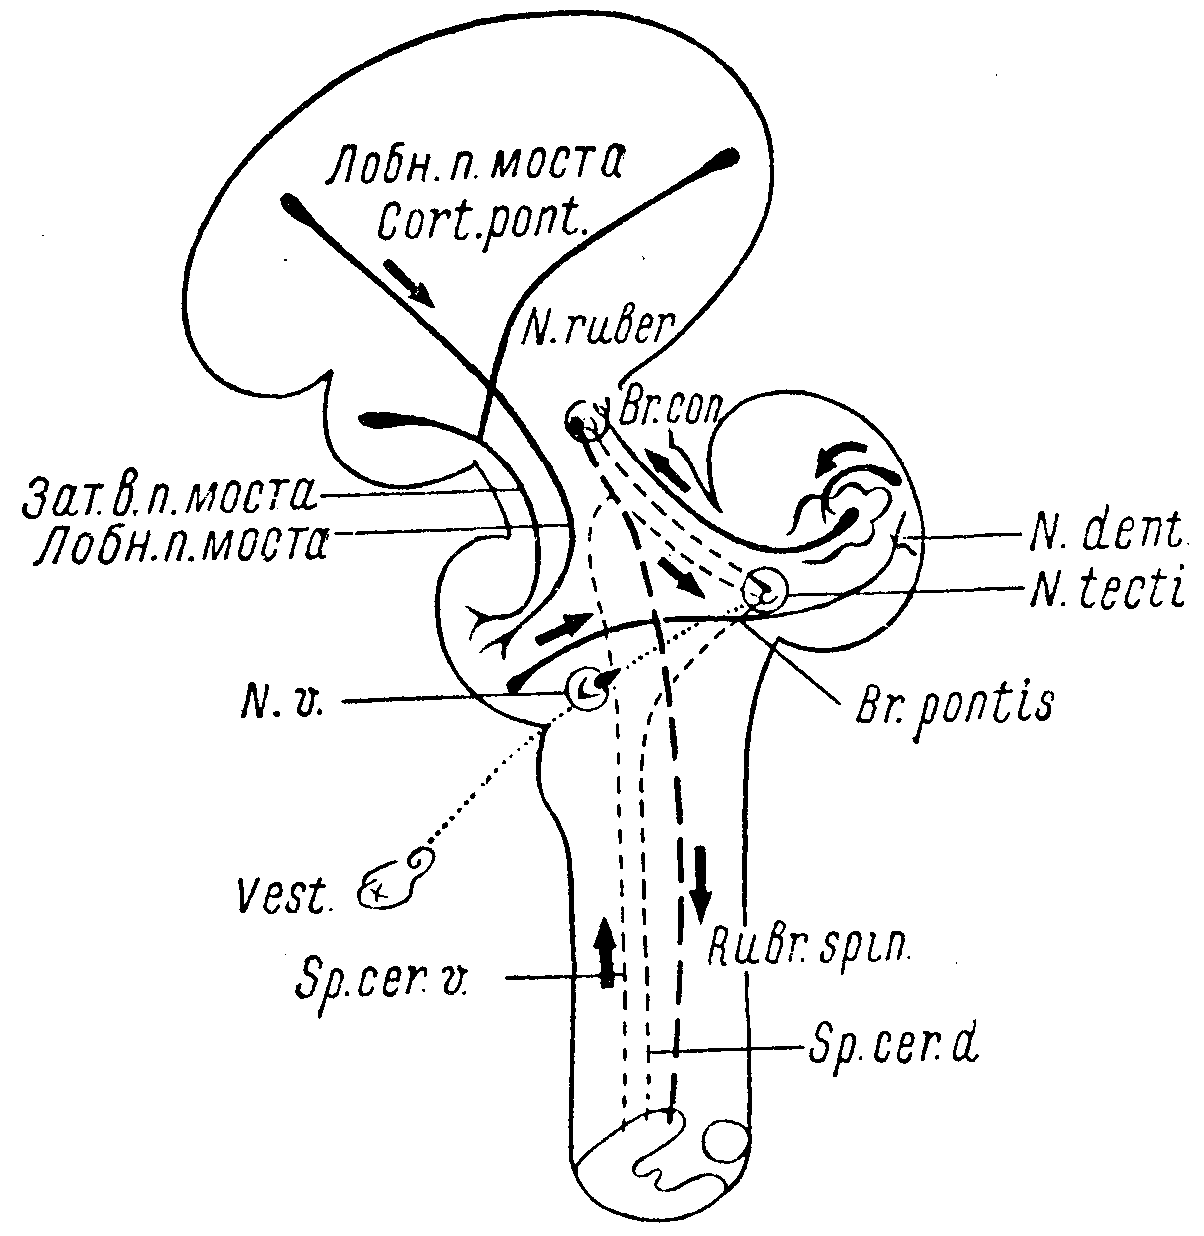 Лобн. п. моста
Cort. pont.
N. ruber
Br. con
Зат. в. п. моста
Лобн. п. моста
N. dent.
N. tecti
N. v.
Br. pontis
Vest.
Rubr. spin.
Sp. cer. v.
Sp. cer. d